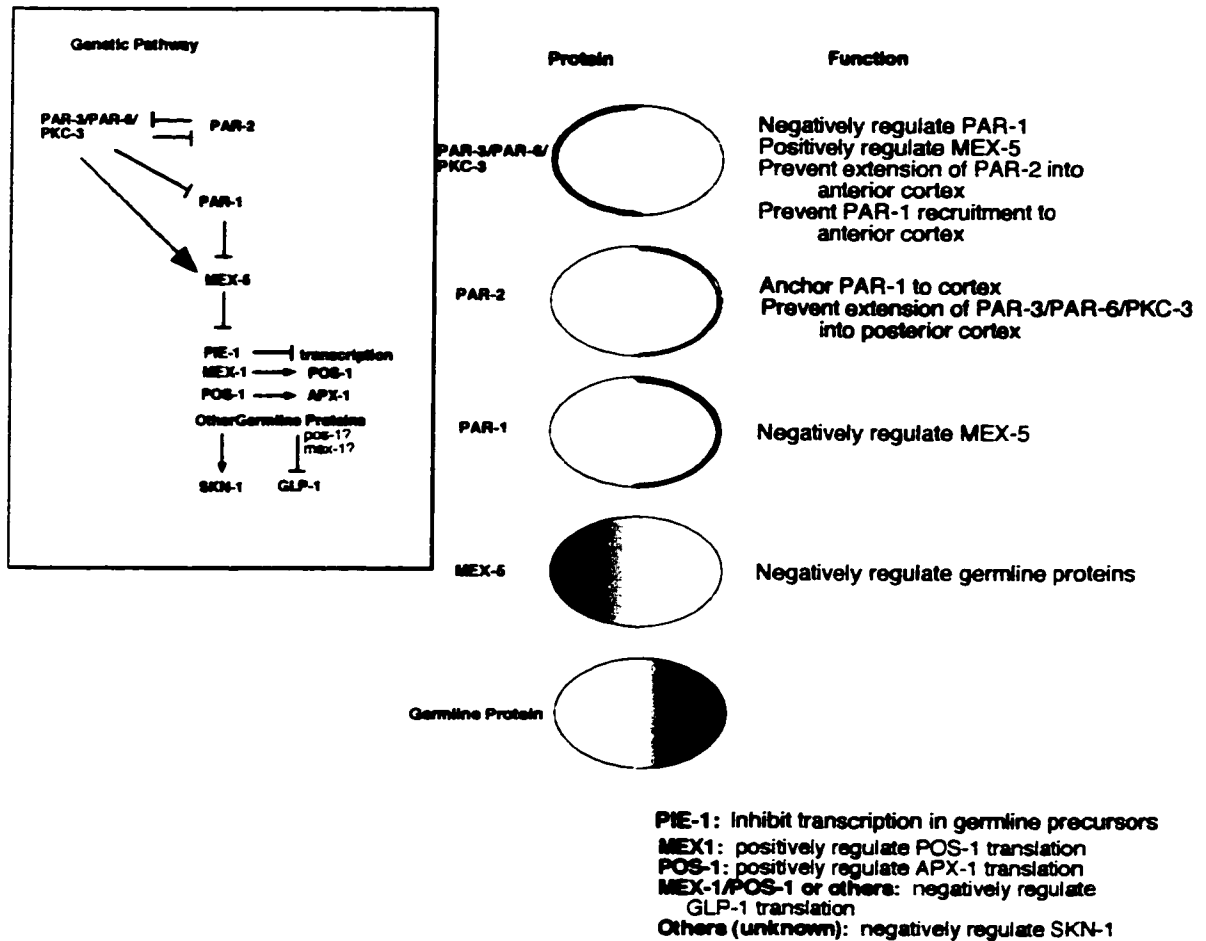 Genetic Pathway
PAR-3/PAR-6/
PKC-3
PAR-2
PAR-1
MEX-5
PIE-1 transcription
MEX-1 POS-1
POS-1 APX-1
OtherGermline Proteins
pos-1?
mex-1?
SKN-1 GLP-1
Protein Function
PAR-3/PAR-6/
PKC-3
Negatively regulate PAR-1
Positively regulate MEX-5
Prevent extension of PAR-2 into
anterior cortex
Prevent PAR-1 recruitment to
anterior cortex
PAR-2
Anchor PAR-1 to cortex
Prevent extension of PAR-3/PAR-6/PKC-3
into posterior cortex
PAR-1
Negatively regulate MEX-5
MEX-5
Negatively regulate germline proteins
Germline Protein
PIE-1: Inhibit transcription in germline precursors
MEX1: positively regulate POS-1 translation
POS-1: positively regulate APX-1 translation
MEX-1/POS-1 or others: negatively regulate
GLP-1 translation
Others (unknown): negatively regulate SKN-1